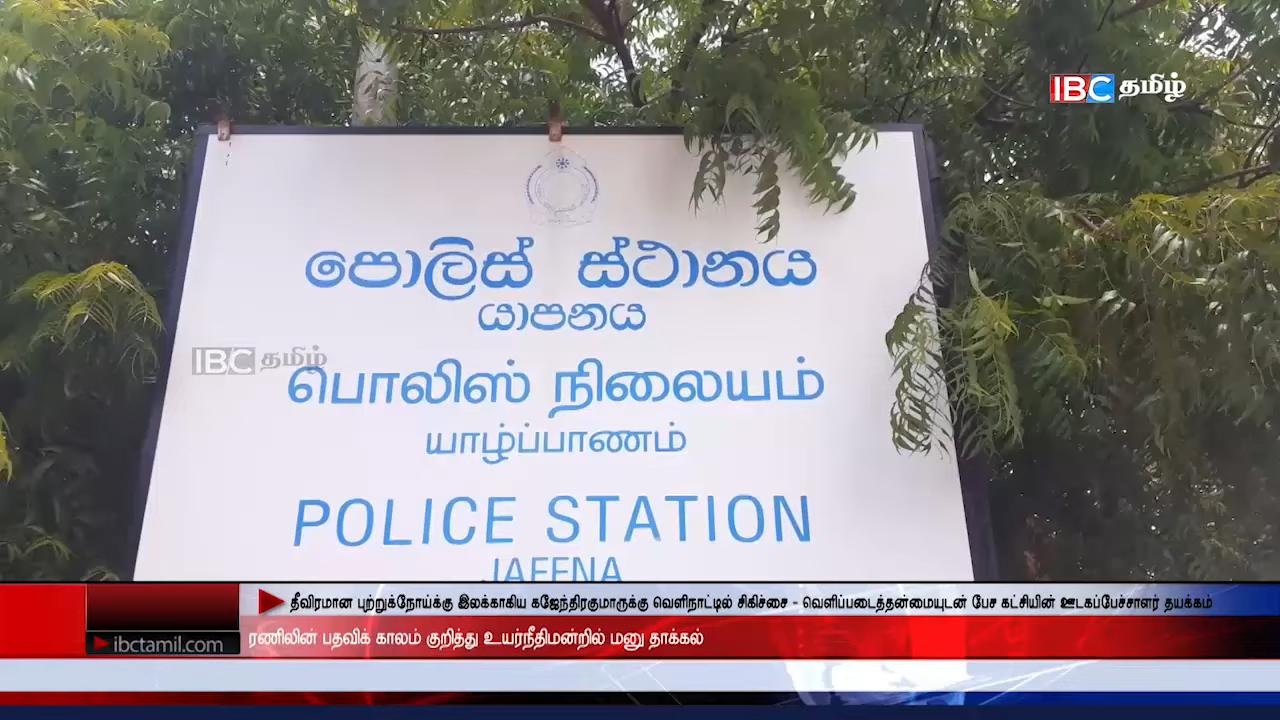 IBC தமிழ்
පොලිස් ස්ථානය
යාපනය
IBC தமிழ்
பொலிஸ் நிலையம்
யாழ்ப்பாணம்
POLICE STATION
JAFFNA
தீவிரமான புற்றுக்நோய்க்கு இலக்காகிய கஜேந்திரகுமாருக்கு வெளிநாட்டில் சிகிச்சை - வெளிப்படைத்தன்மையுடன் பேச கட்சியின் ஊடகப்பேச்சாளர் தயக்கம்
ibctamil.com
ரணிலின் பதவிக் காலம் குறித்து உயர்நீதிமன்றில் மனு தாக்கல்